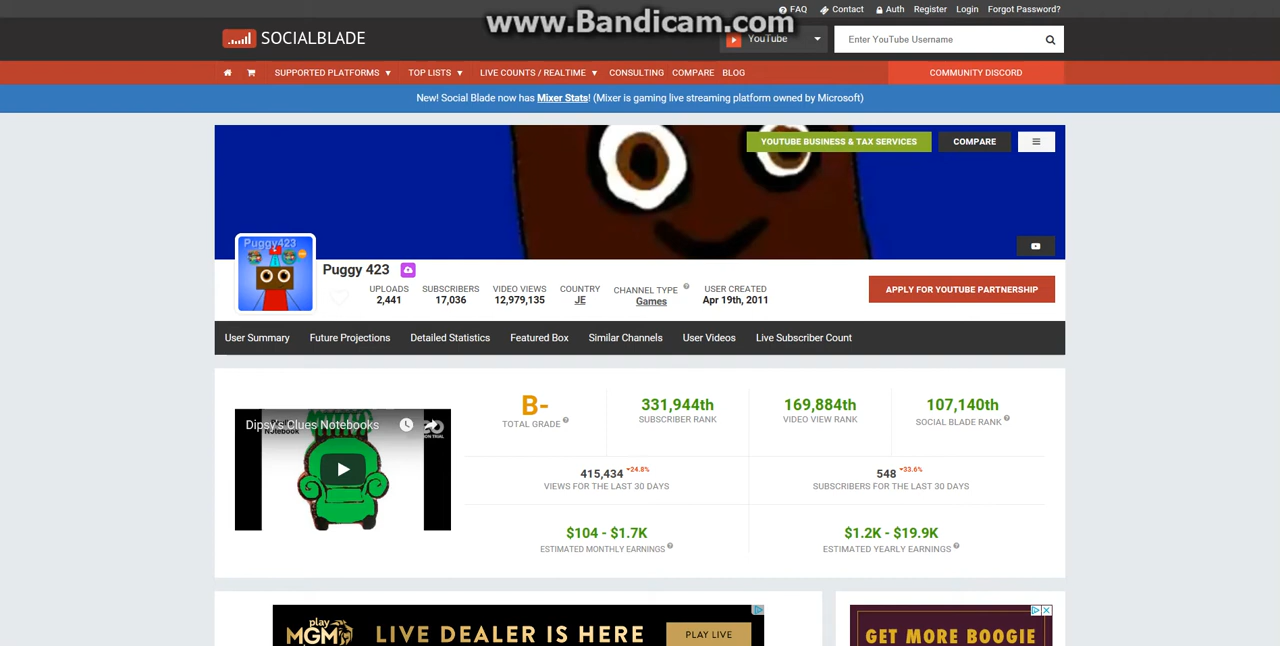 FAQ Contact Auth Register Login Forgot Password?
www.Bandicam.com
SOCIALBLADE
YouTube
Enter YouTube Username
SUPPORTED PLATFORMS TOP LISTS LIVE COUNTS / REALTIME CONSULTING COMPARE BLOG
COMMUNITY DISCORD
New! Social Blade now has Mixer Stats! (Mixer is gaming live streaming platform owned by Microsoft)
YOUTUBE BUSINESS & TAX SERVICES
COMPARE
Puggy423
Puggy 423
UPLOADS SUBSCRIBERS VIDEO VIEWS COUNTRY CHANNEL TYPE USER CREATED
2,441 17,036 12,979,135 JE Games Apr 19th, 2011
APPLY FOR YOUTUBE PARTNERSHIP
User Summary Future Projections Detailed Statistics Featured Box Similar Channels User Videos Live Subscriber Count
Dipsy's Clues Notebooks
B-
TOTAL GRADE
331,944th
SUBSCRIBER RANK
169,884th
VIDEO VIEW RANK
107,140th
SOCIAL BLADE RANK
415,434 -24.8%
VIEWS FOR THE LAST 30 DAYS
548 -33.6%
SUBSCRIBERS FOR THE LAST 30 DAYS
$104 - $1.7K
ESTIMATED MONTHLY EARNINGS
$1.2K - $19.9K
ESTIMATED YEARLY EARNINGS
play
MGM
LIVE DEALER IS HERE
PLAY LIVE
GET MORE BOOGIE